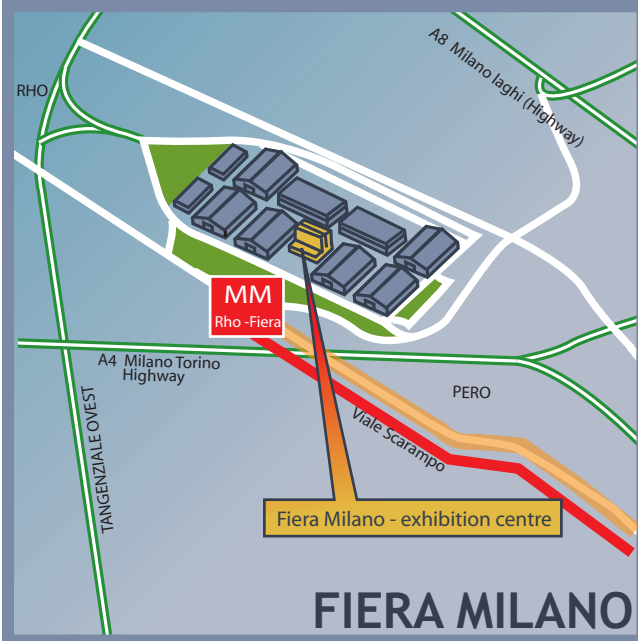 A8 Milano laghi (Highway)
RHO
MM
Rho -Fiera
A4 Milano Torino
Highway
PERO
TANGENZIALE OVEST
Viale Scarampo
Fiera Milano - exhibition centre
FIERA MILANO